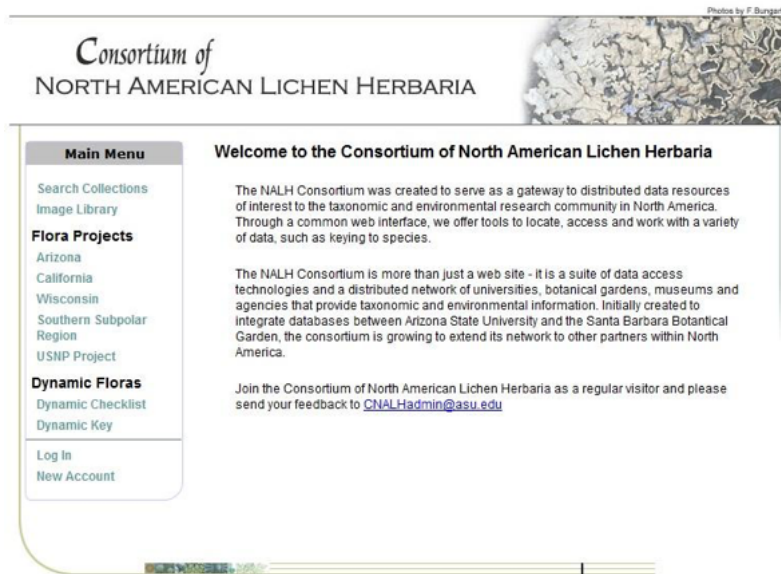 Photos by F.Bungar
Consortium of
NORTH AMERICAN LICHEN HERBARIA
Main Menu
Search Collections
Image Library
Flora Projects
Arizona
California
Wisconsin
Southern Subpolar
Region
USNP Project
Dynamic Floras
Dynamic Checklist
Dynamic Key
Log In
New Account
Welcome to the Consortium of North American Lichen Herbaria
The NALH Consortium was created to serve as a gateway to distributed data resources
of interest to the taxonomic and environmental research community in North America.
Through a common web interface, we offer tools to locate, access and work with a variety
of data, such as keying to species.
The NALH Consortium is more than just a web site - it is a suite of data access
technologies and a distributed network of universities, botanical gardens, museums and
agencies that provide taxonomic and environmental information. Initially created to
integrate databases between Arizona State University and the Santa Barbara Botantical
Garden, the consortium is growing to extend its network to other partners within North
America.
Join the Consortium of North American Lichen Herbaria as a regular visitor and please
send your feedback to CNALHadmin@asu.edu